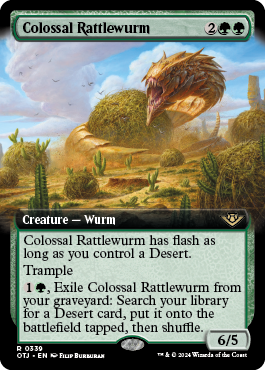 Colossal Rattlewurm 2
Creature — Wurm
Colossal Rattlewurm has flash as
long as you control a Desert.
Trample
1, Exile Colossal Rattlewurm from
your graveyard: Search your library
for a Desert card, put it onto the
battlefield tapped, then shuffle.
6/5
R 0339
OTJ • EN Filip Burburan
™ & © 2024 Wizards of the Coast